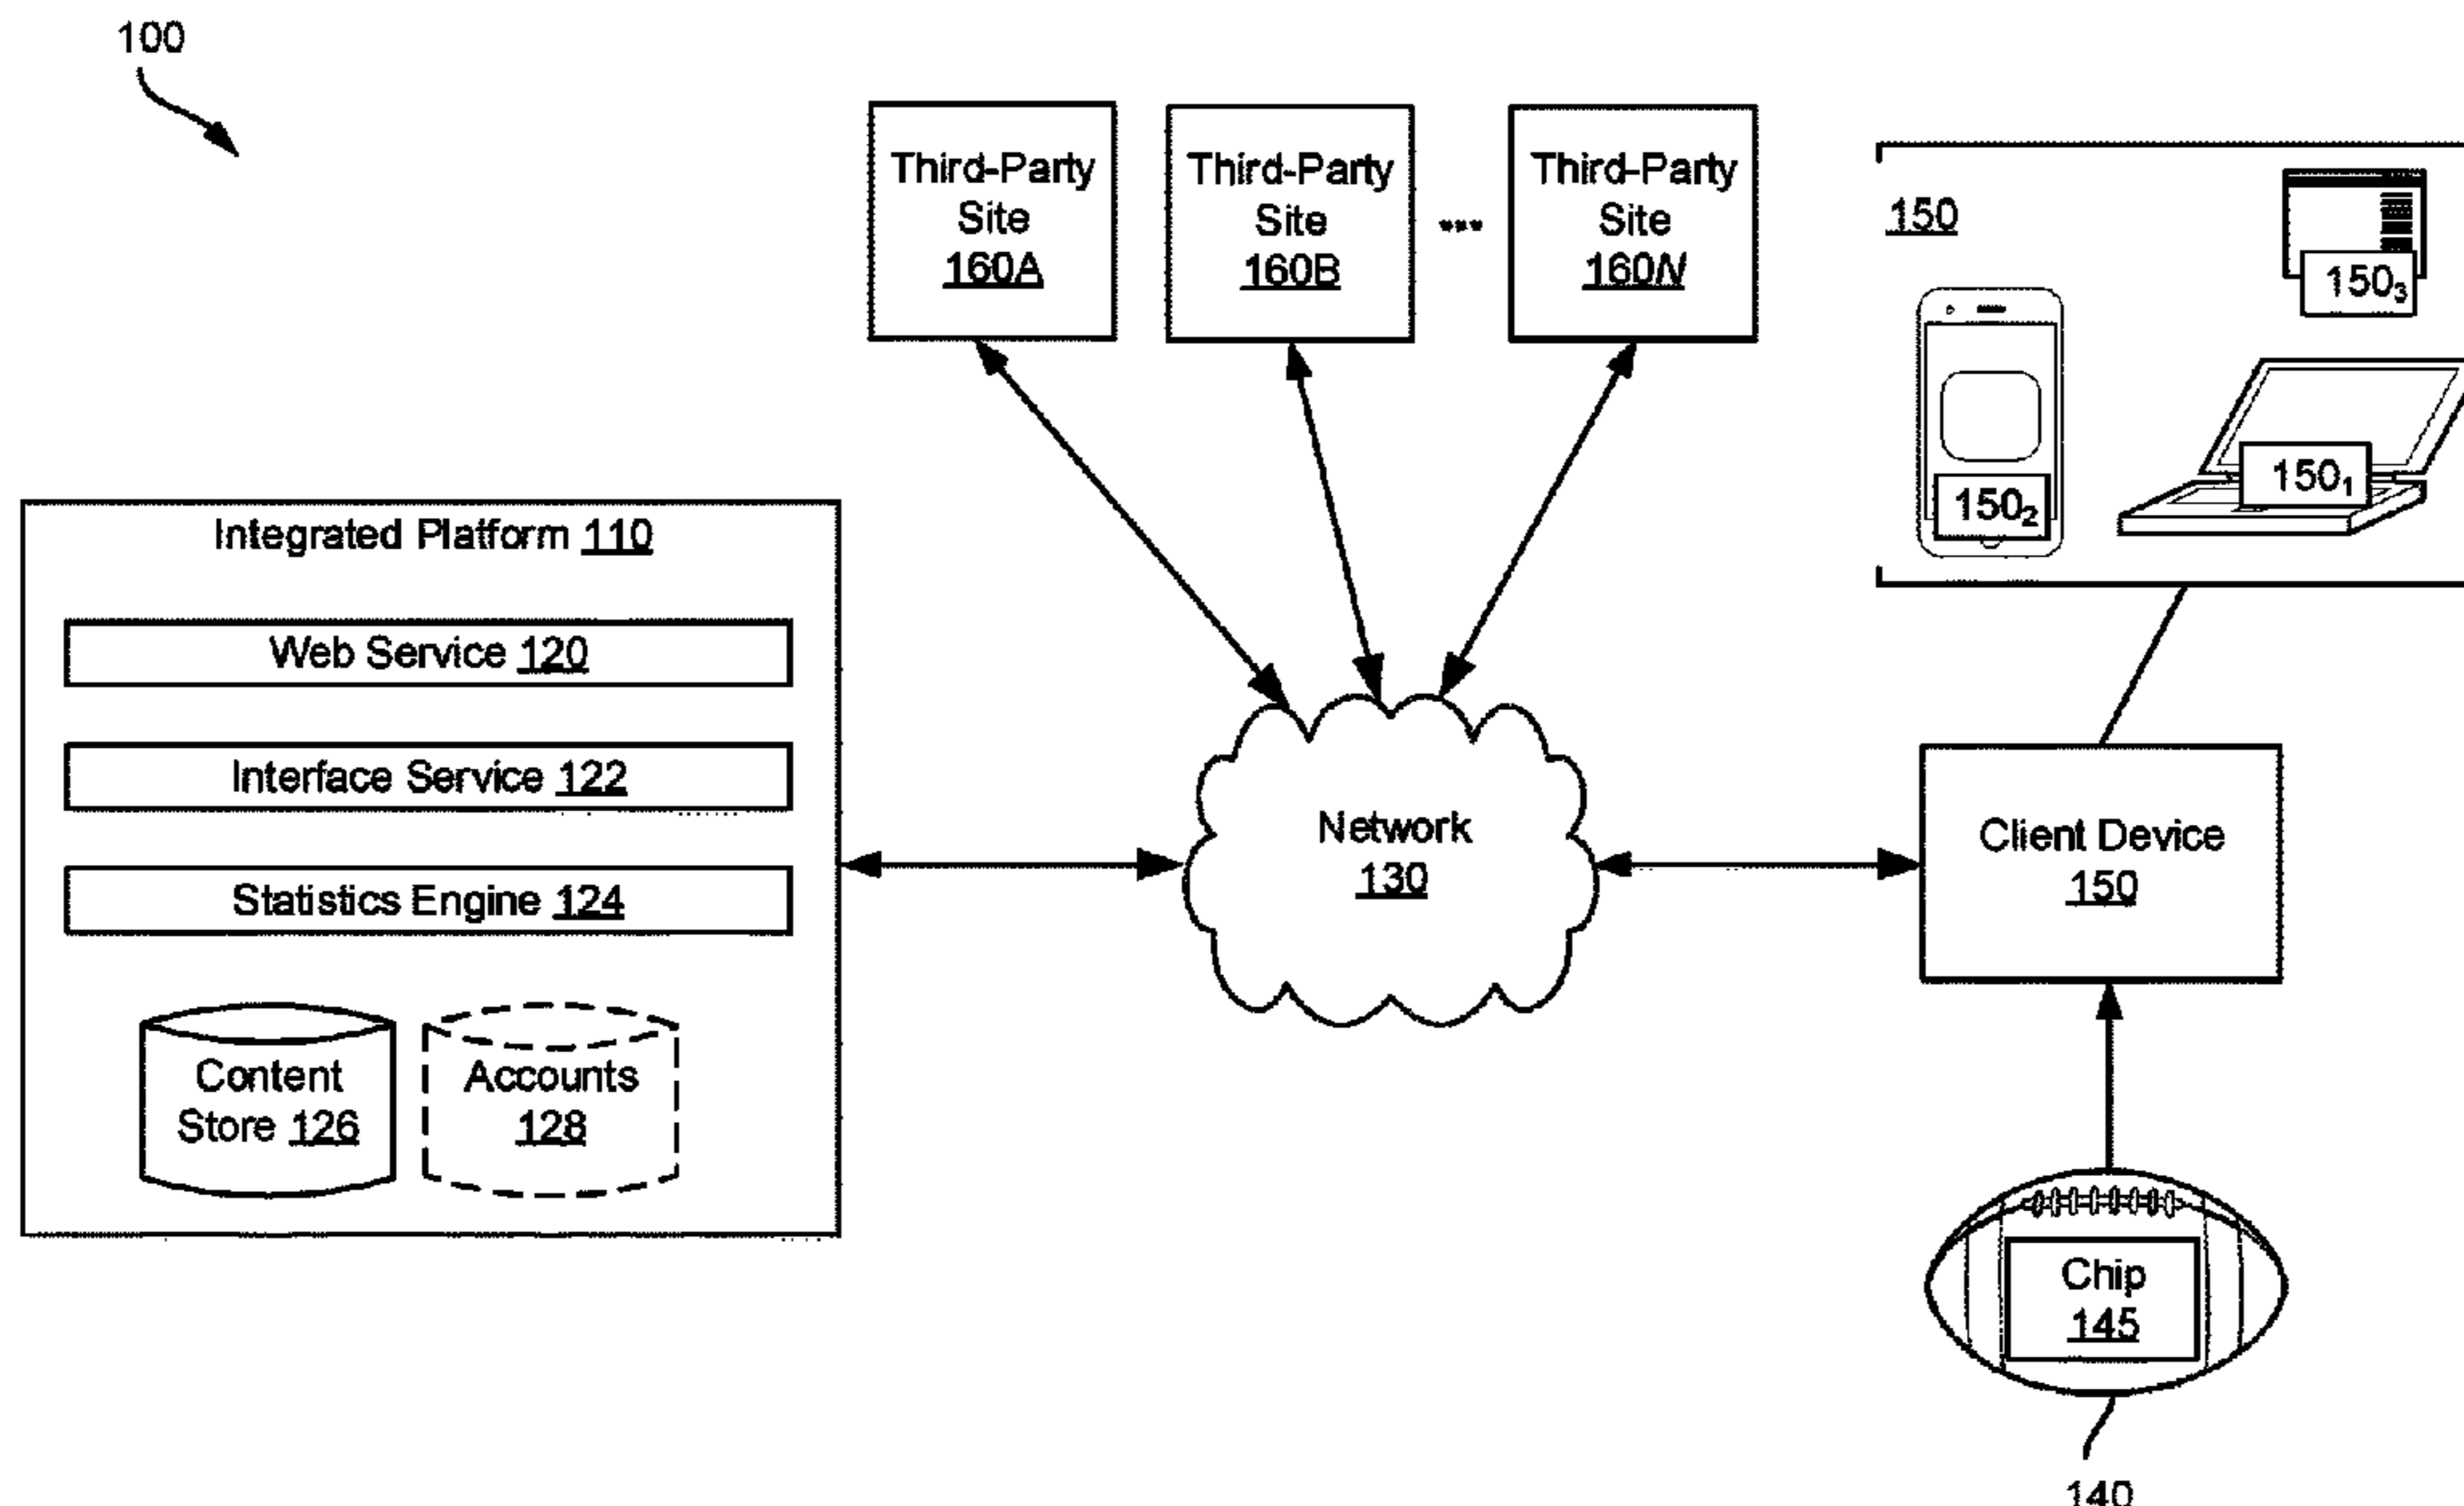 100
Third-Party
Site
160A
Third-Party
Site
160B
...
Third-Party
Site
160N
150
150₃
150₂
150₁
Integrated Platform 110
Web Service 120
Interface Service 122
Statistics Engine 124
Content
Store 126
Accounts
128
Network
130
Client Device
150
Chip
145
140